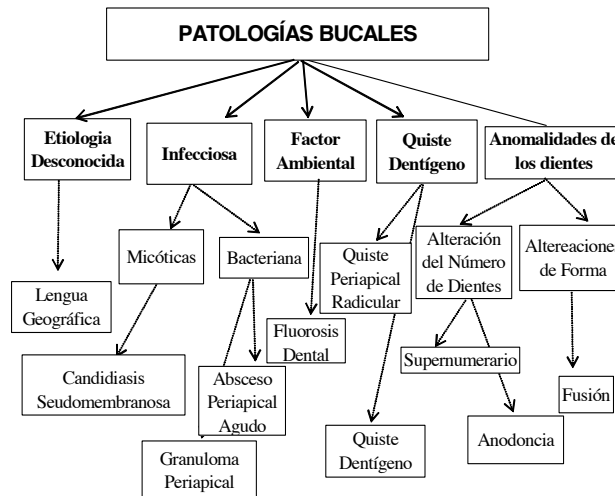 PATOLOGÍAS BUCALES
Etiologia
Desconocida
Infecciosa
Factor
Ambiental
Quiste
Dentígeno
Anomalidades de
los dientes
Micóticas
Bacteriana
Quiste
Periapical
Radicular
Alteración
del Número
de Dientes
Altereaciones
de Forma
Lengua
Geográfica
Fluorosis
Dental
Supernumerario
Candidiasis
Seudomembranosa
Absceso
Periapical
Agudo
Fusión
Granuloma
Periapical
Quiste
Dentígeno
Anodoncia